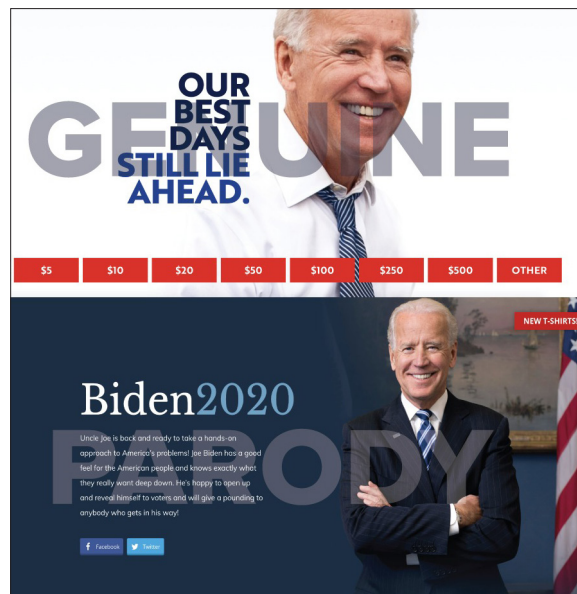 OUR
BEST
GENUINE
DAYS
STILL LIE
AHEAD.
$5 $10 $20 $50 $100 $250 $500 OTHER
NEW T-SHIRTS!
Biden2020
Uncle Joe is back and ready to take a hands-on
approach to America's problems! Joe Biden has a good
feel for the American people and knows exactly what
they really want deep down. He's happy to open up
and reveal himself to voters and will give a pounding to
anybody who gets in his way!
PARODY
Facebook Twitter